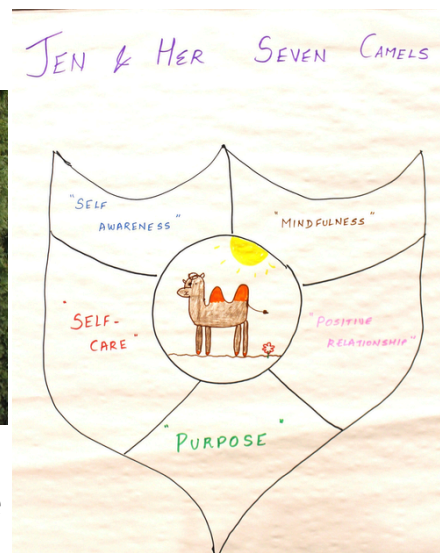 JEN & HER SEVEN CAMELS
"SELF
AWARENESS"
"MINDFULNESS"
"SELF-
CARE"
"POSITIVE
RELATIONSHIP"
"PURPOSE"